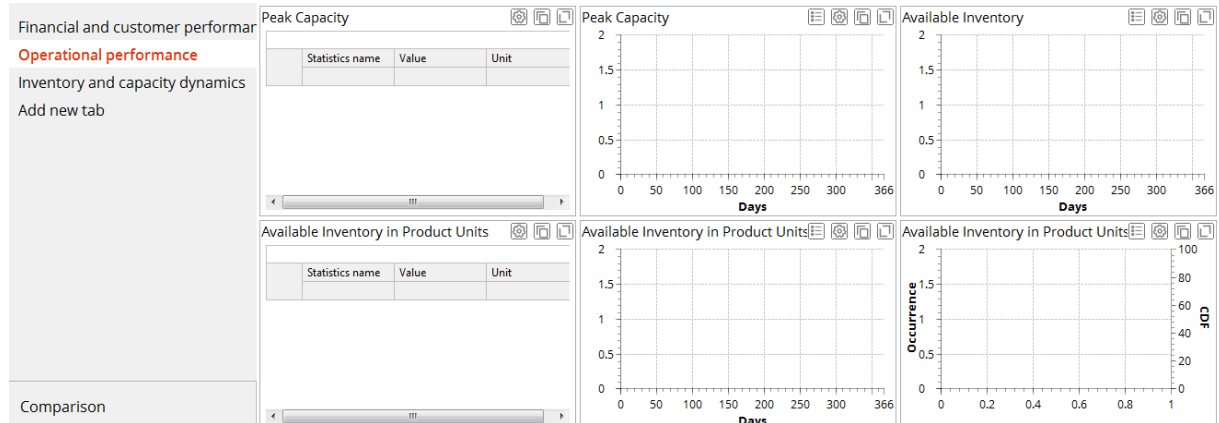 Financial and customer performar
Operational performance
Inventory and capacity dynamics
Add new tab
Comparison
Peak Capacity
Statistics name Value Unit
Peak Capacity
2
1.5
1
0.5
0
0 50 100 150 200 250 300 366
Days
Available Inventory
2
1.5
1
0.5
0
0 50 100 150 200 250 300 366
Days
Available Inventory in Product Units
Statistics name Value Unit
Available Inventory in Product Units
2
1.5
1
0.5
0
0 50 100 150 200 250 300 366
Days
Available Inventory in Product Units
Occurrence
2
1.5
1
0.5
0
100
80
60
40
20
0
CDF
0 0.2 0.4 0.6 0.8 1